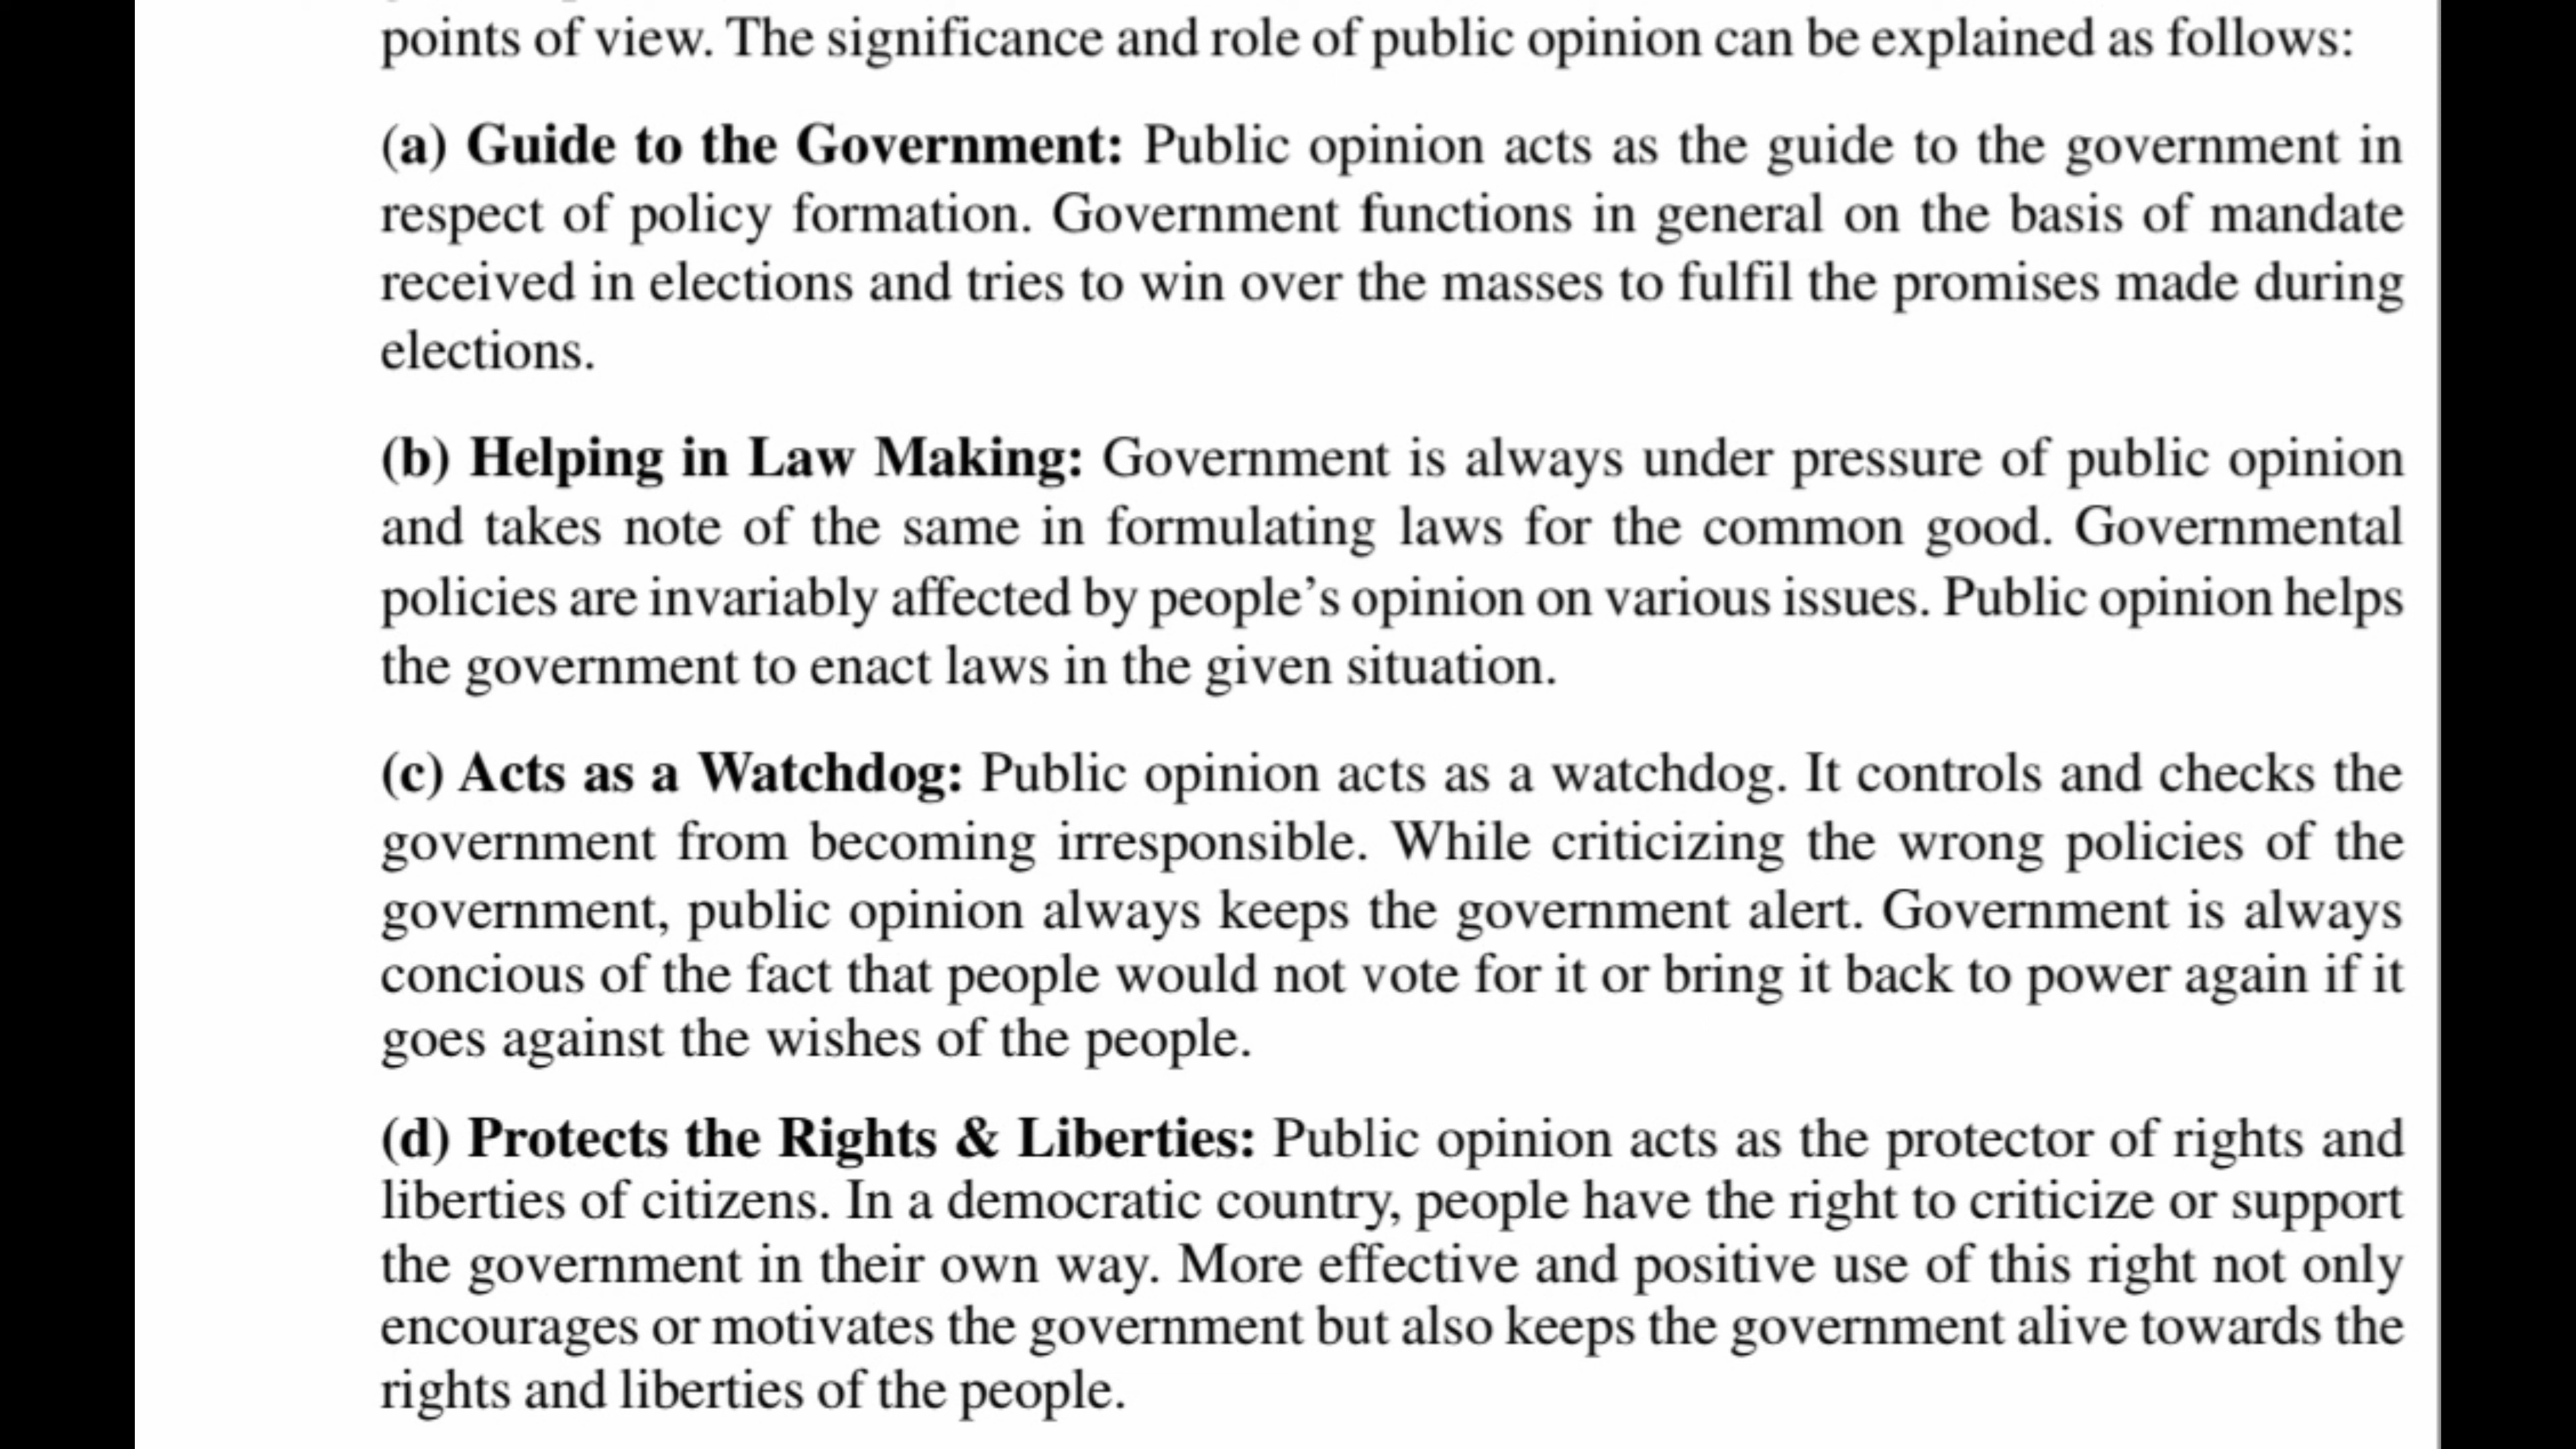 points of view. The significance and role of public opinion can be explained as follows:
(a) Guide to the Government: Public opinion acts as the guide to the government in
respect of policy formation. Government functions in general on the basis of mandate
received in elections and tries to win over the masses to fulfil the promises made during
elections.
(b) Helping in Law Making: Government is always under pressure of public opinion
and takes note of the same in formulating laws for the common good. Governmental
policies are invariably affected by people's opinion on various issues. Public opinion helps
the government to enact laws in the given situation.
(c) Acts as a Watchdog: Public opinion acts as a watchdog. It controls and checks the
government from becoming irresponsible. While criticizing the wrong policies of the
government, public opinion always keeps the government alert. Government is always
concious of the fact that people would not vote for it or bring it back to power again if it
goes against the wishes of the people.
(d) Protects the Rights & Liberties: Public opinion acts as the protector of rights and
liberties of citizens. In a democratic country, people have the right to criticize or support
the government in their own way. More effective and positive use of this right not only
encourages or motivates the government but also keeps the government alive towards the
rights and liberties of the people.